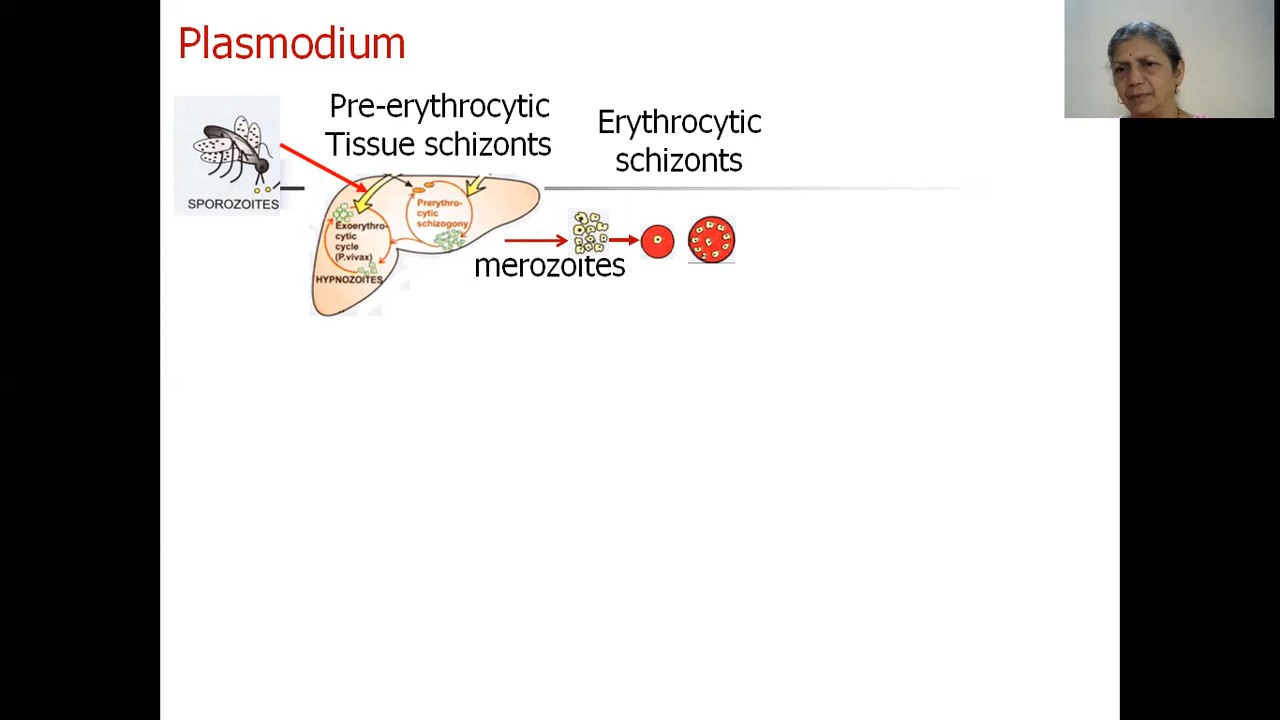 Plasmodium
Pre-erythrocytic
Tissue schizonts
Erythrocytic
schizonts
SPOROZOITES
Prerythro-
cytic
schizogony
Exoerythro-
cytic
cycle
(P.vivax)
HYPNOZOITES
merozoites